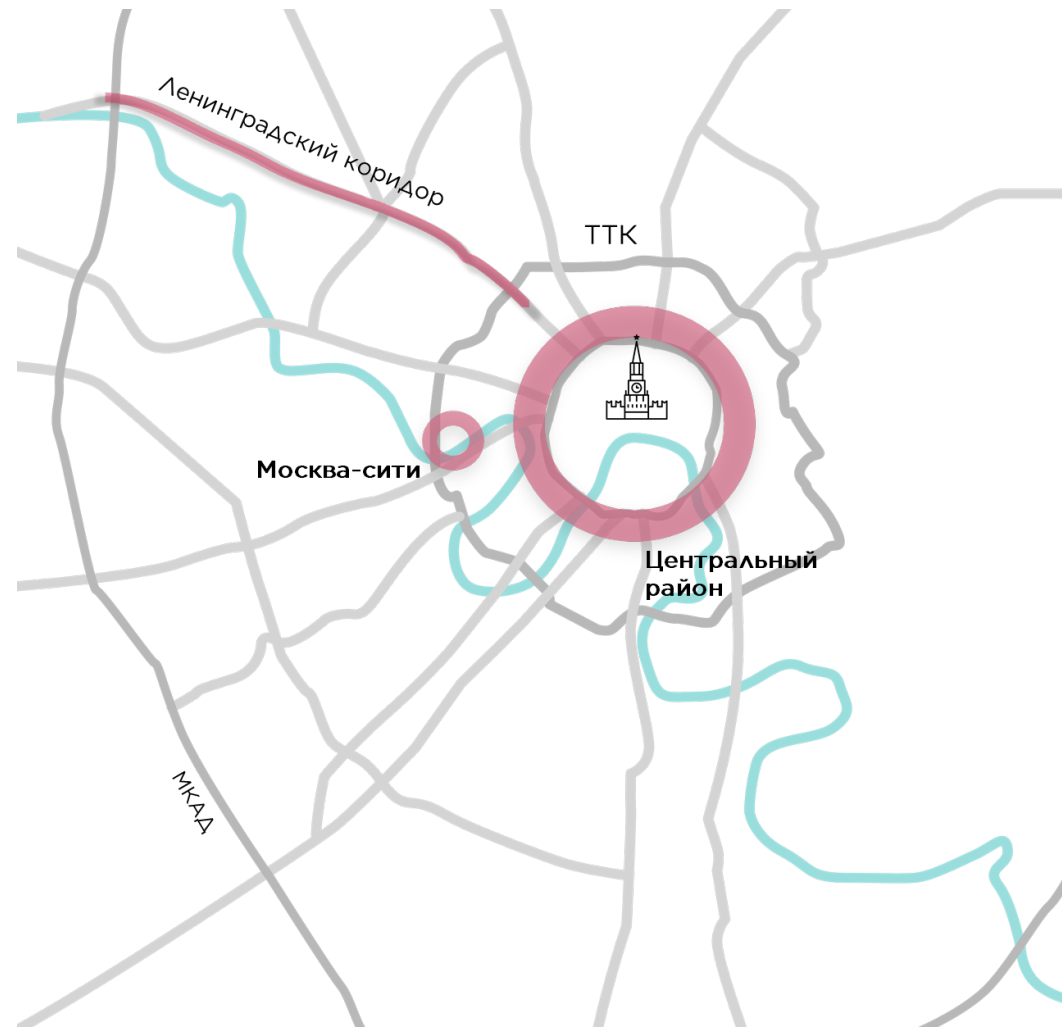 Ленинградский коридор
ТТК
Москва-сити
Центральный
район
МКАД